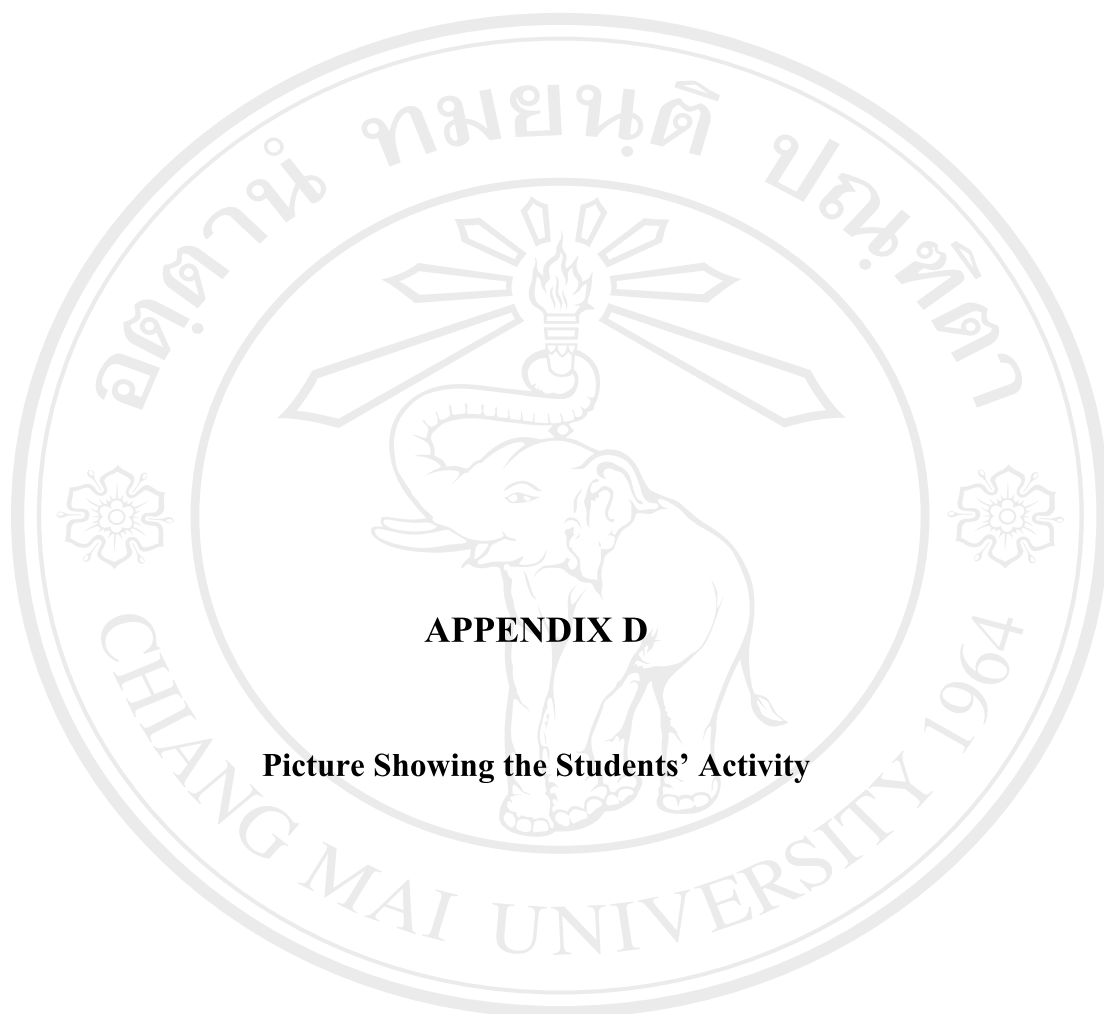 อตฺตานํ ทมยนฺติ ปณฺฑิตา
APPENDIX D
Picture Showing the Students’ Activity
CHIANG MAI UNIVERSITY 1964